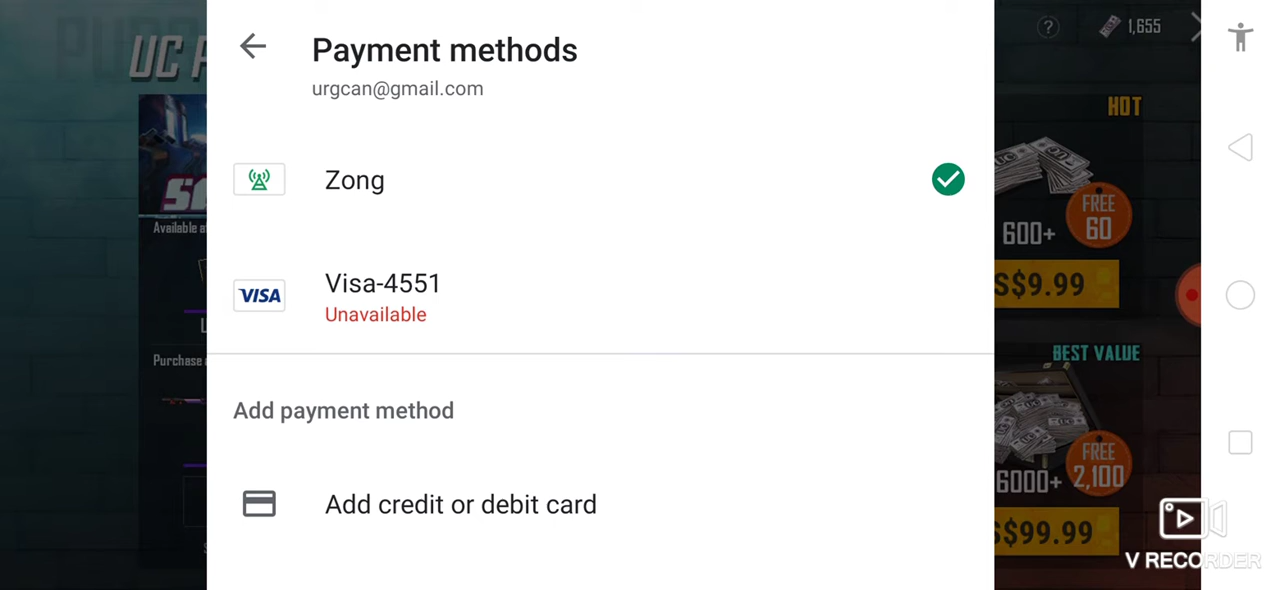 Payment methods
urgcan@gmail.com
Zong
VISA
Visa-4551
Unavailable
Add payment method
Add credit or debit card
UC
Available
Purchase
?
1,655
HOT
FREE
60
600+
S$9.99
BEST VALUE
FREE
2,100
6000+
$99.99
V RECORDER